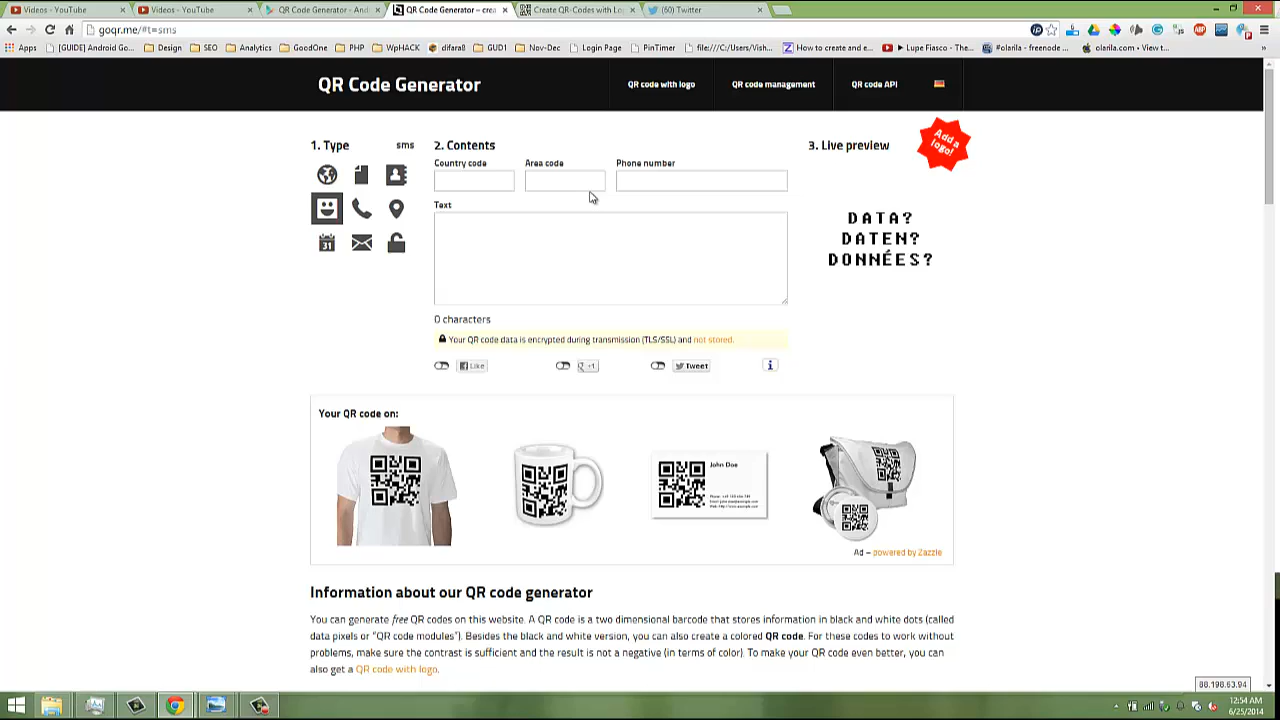 Videos - YouTube
Videos - YouTube
QR Code Generator - And
QR Code Generator – crea
Create QR-Codes with Lo
(60) Twitter
goqr.me/#t=sms
Apps
[GUIDE] Android Go...
Design
SEO
Analytics
GoodOne
PHP
WpHACK
difara8
GUD1
Nov-Dec
Login Page
PinTimer
file:///C:/Users/Vish...
How to create and e...
Lupe Fiasco - The...
#olarila - freenode ...
olarila.com • View t...
QR Code Generator
QR code with logo
QR code management
QR code API
1. Type
sms
2. Contents
3. Live preview
Add a
logo!
Country code
Area code
Phone number
Text
31
DATA?
DATEN?
DONNÉES?
0 characters
Your QR code data is encrypted during transmission (TLS/SSL) and not stored.
Like
+1
Tweet
i
Your QR code on:
John Doe
Ad – powered by Zazzle
Information about our QR code generator
You can generate free QR codes on this website. A QR code is a two dimensional barcode that stores information in black and white dots (called
data pixels or "QR code modules"). Besides the black and white version, you can also create a colored QR code. For these codes to work without
problems, make sure the contrast is sufficient and the result is not a negative (in terms of color). To make your QR code even better, you can
also get a QR code with logo.
88.198.63.94
12:54 AM
6/25/2014